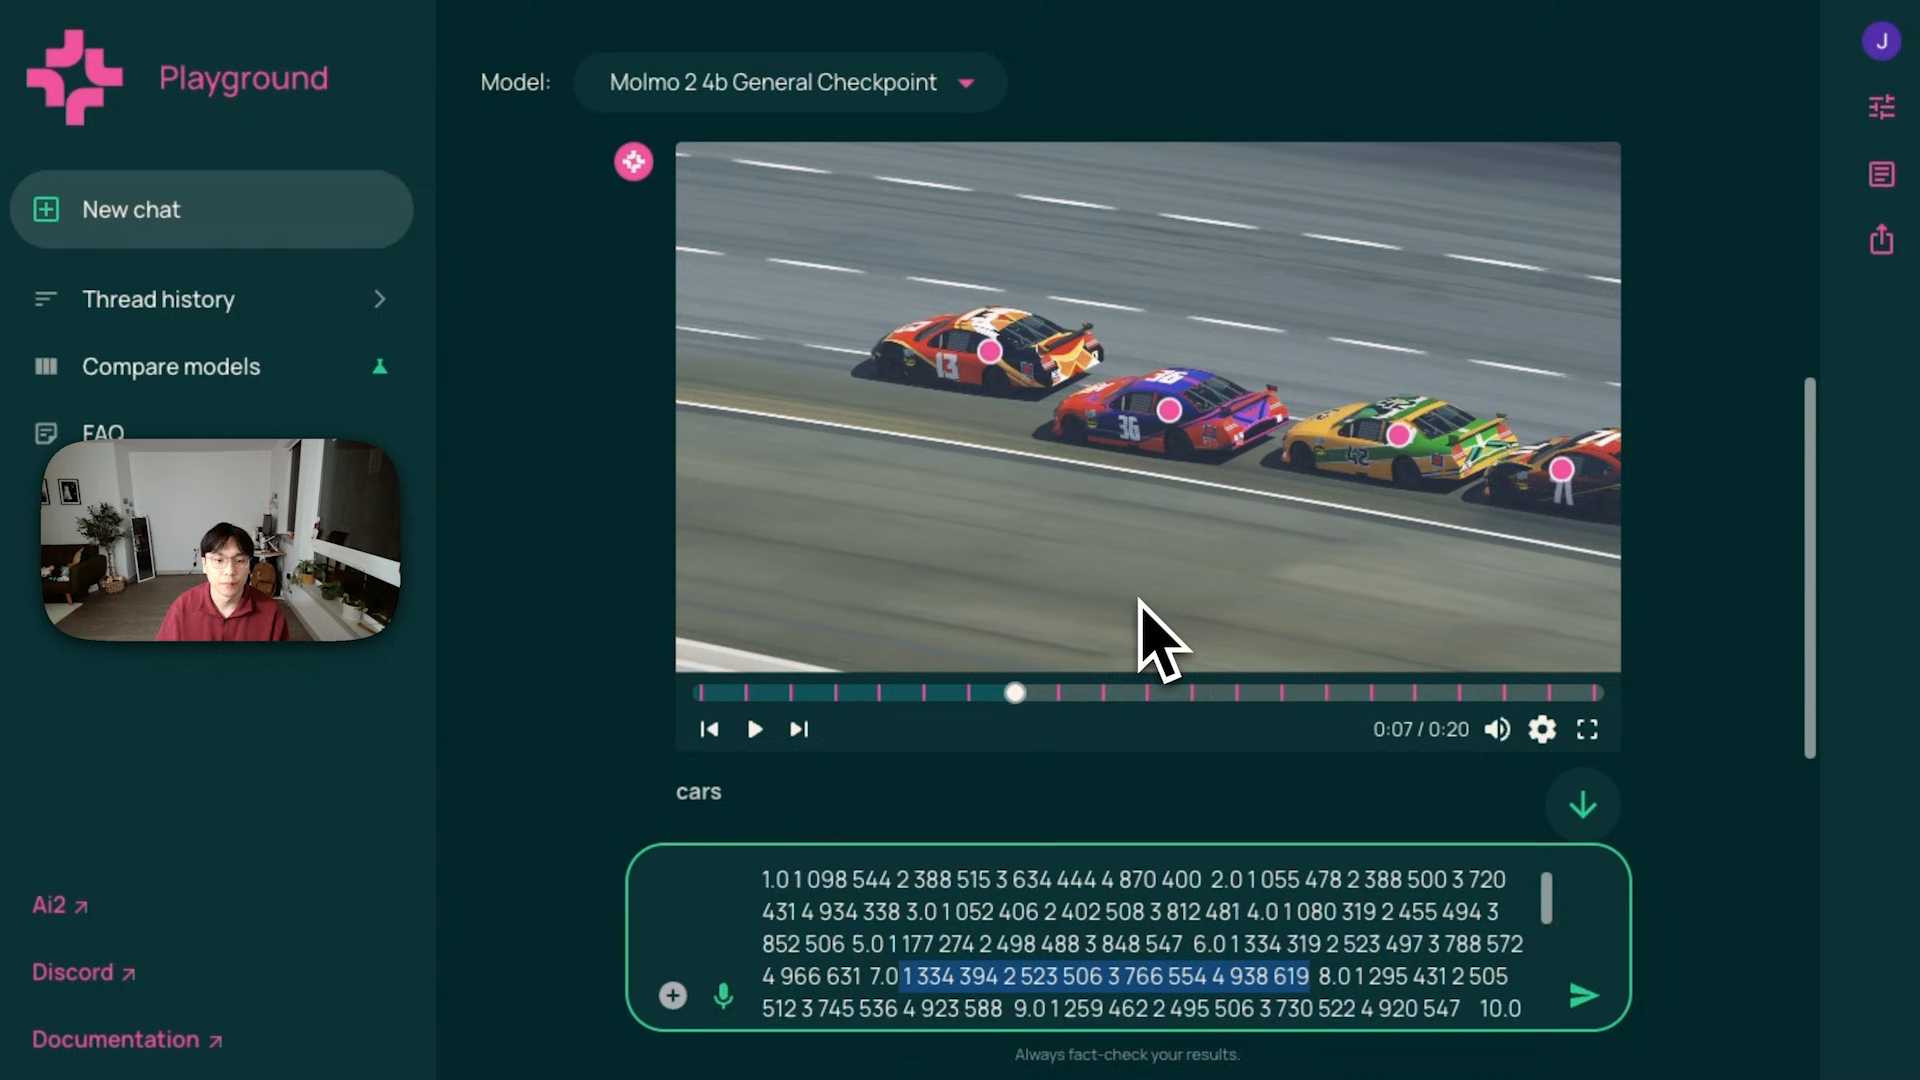 Playground
Model: Molmo 2 4b General Checkpoint
J
New chat
Thread history
Compare models
FAQ
13
36
42
0:07 / 0:20
cars
1.0 1 098 544 2 388 515 3 634 444 4 870 400 2.0 1 055 478 2 388 500 3 720
431 4 934 338 3.0 1 052 406 2 402 508 3 812 481 4.0 1 080 319 2 455 494 3
852 506 5.0 1 177 274 2 498 488 3 848 547 6.0 1 334 319 2 523 497 3 788 572
4 966 631 7.0 1 334 394 2 523 506 3 766 554 4 938 619 8.0 1 295 431 2 505
512 3 745 536 4 923 588 9.0 1 259 462 2 495 506 3 730 522 4 920 547 10.0
Always fact-check your results.
Ai2
Discord
Documentation